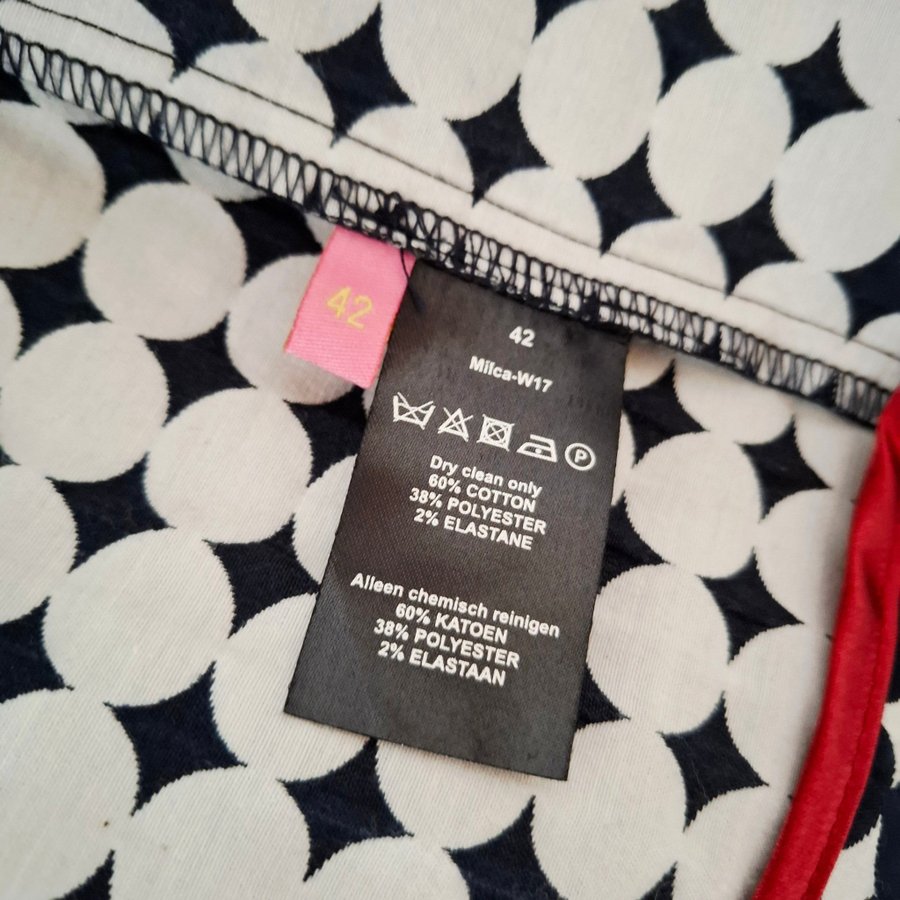 42
42
Milca-W17
P
Dry clean only
60% COTTON
38% POLYESTER
2% ELASTANE
Alleen chemisch reinigen
60% KATOEN
38% POLYESTER
2% ELASTAAN